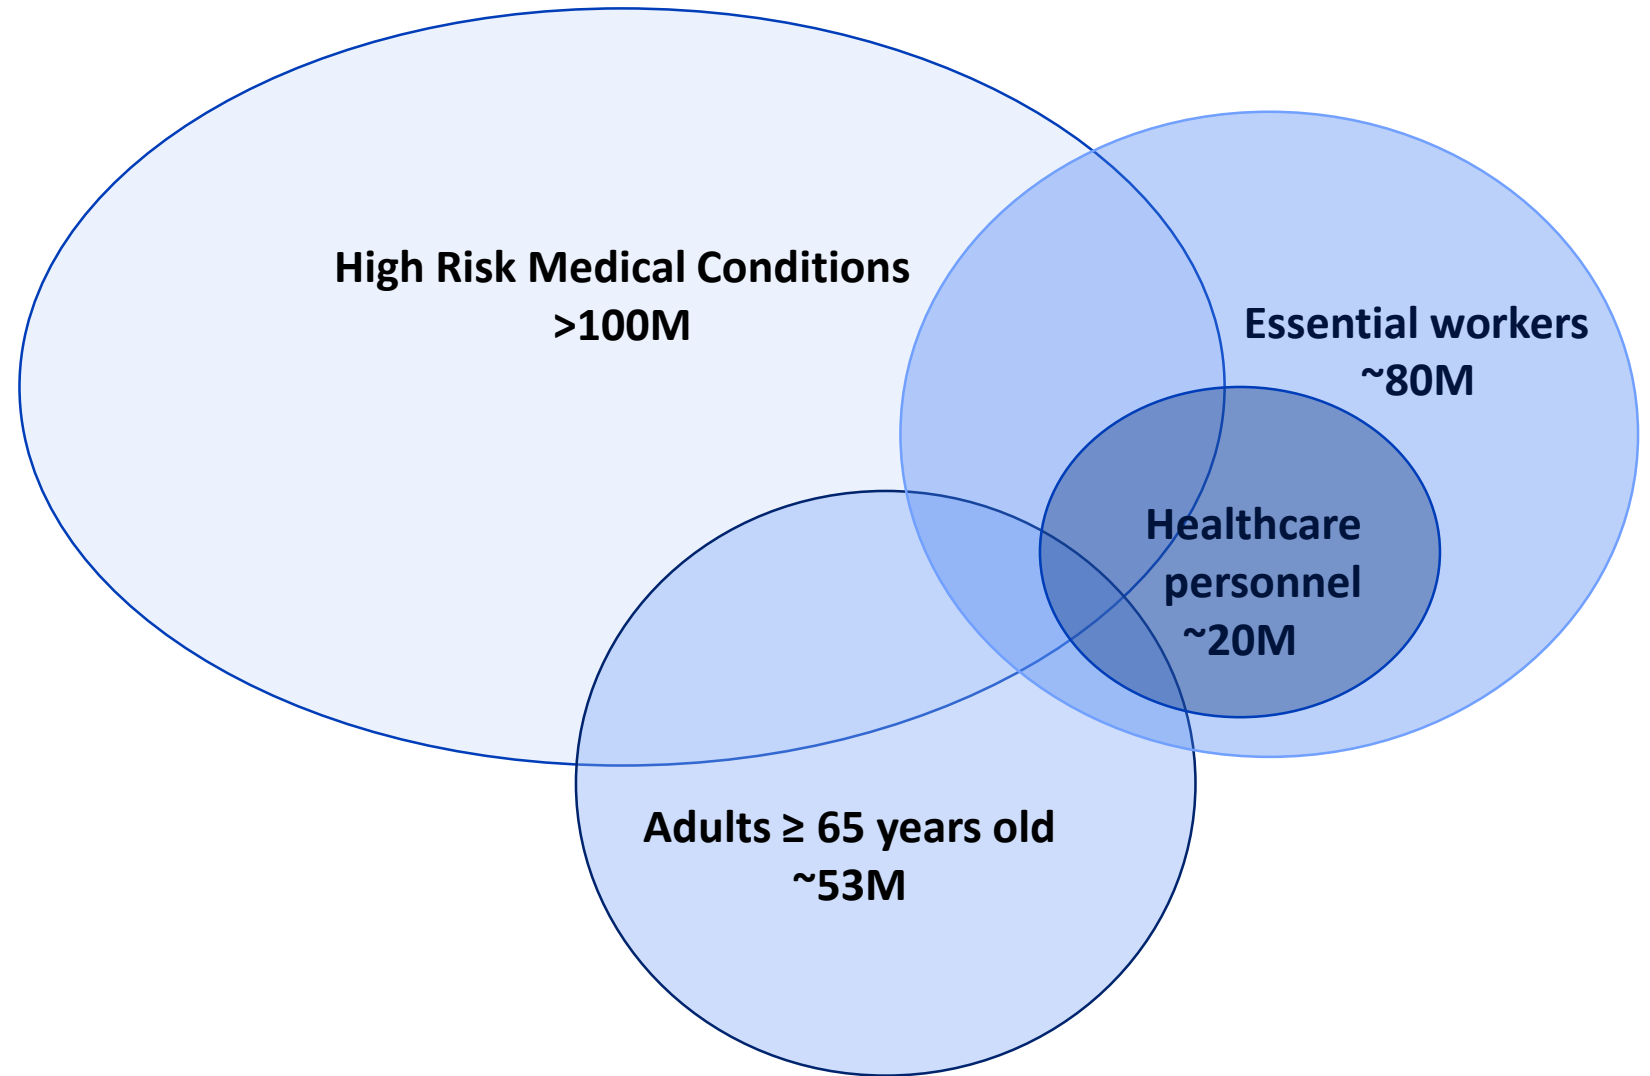 High Risk Medical Conditions
>100M
Essential workers
~80M
Healthcare
personnel
~20M
Adults ≥ 65 years old
~53M